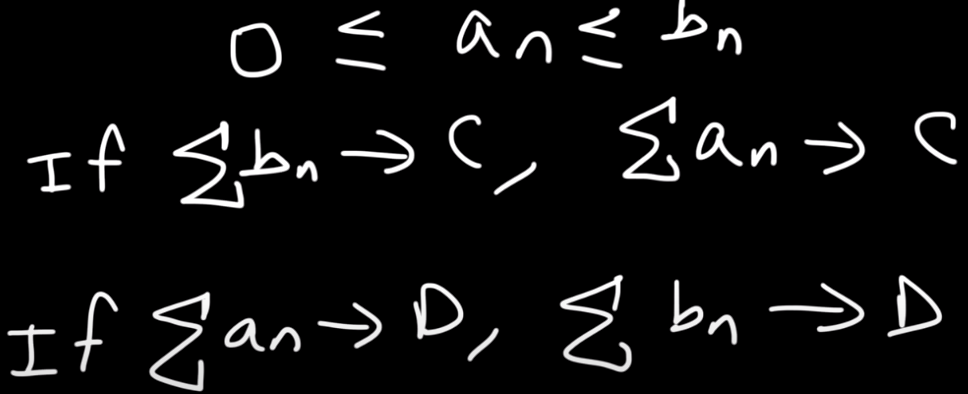 0 ≤ an ≤ bn
If ∑bn → C, ∑an → C
If ∑an → D, ∑bn → D